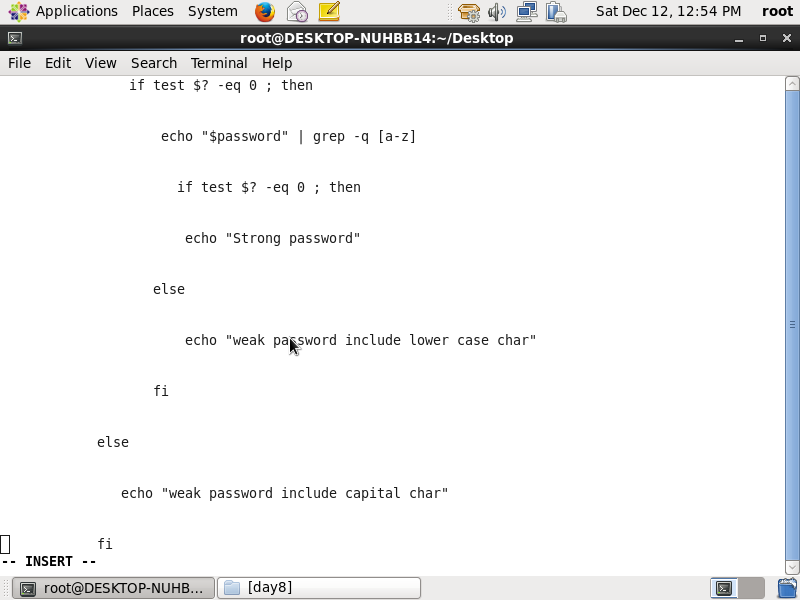 Applications Places System Sat Dec 12, 12:54 PM root
root@DESKTOP-NUHBB14:~/Desktop
File Edit View Search Terminal Help
if test $? -eq 0 ; then
echo "$password" | grep -q [a-z]
if test $? -eq 0 ; then
echo "Strong password"
else
echo "weak password include lower case char"
fi
else
echo "weak password include capital char"
fi
-- INSERT --
root@DESKTOP-NUHB... [day8]